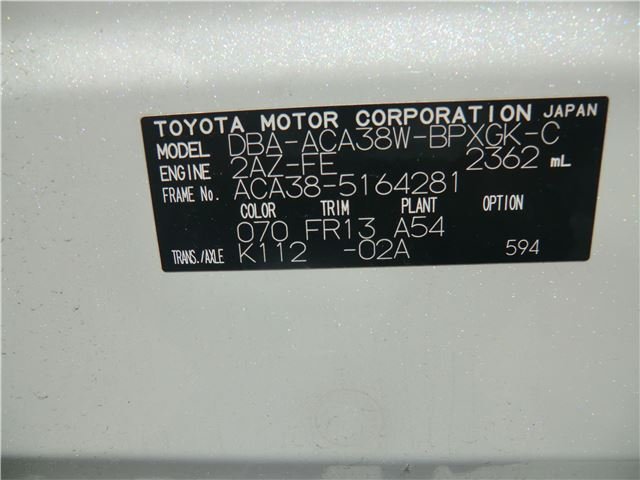 TOYOTA MOTOR CORPORATION JAPAN
MODEL DBA-ACA38W-BPXGK-C
ENGINE 2AZ-FE 2362 mL
FRAME No. ACA38-5164281
COLOR TRIM PLANT OPTION
070 FR13 A54
TRANS./AXLE K112 -02A 594